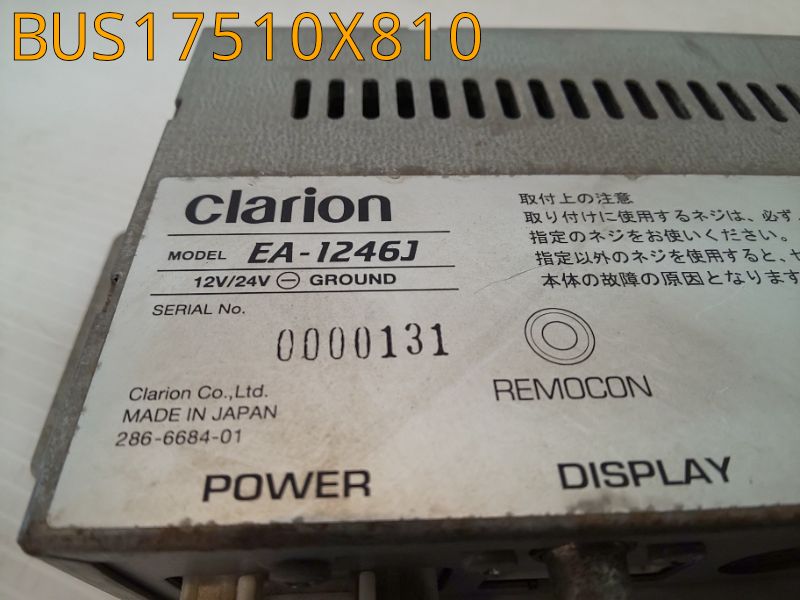 BUS17510X810
clarion
MODEL EA-1246J
12V/24V ⊖ GROUND
SERIAL No.
0000131
Clarion Co.,Ltd.
MADE IN JAPAN
286-6684-01
取付上の注意
取り付けに使用するネジは、必ず
指定のネジをお使いください。
指定以外のネジを使用すると、
本体の故障の原因となります
REMOCON
POWER
DISPLAY